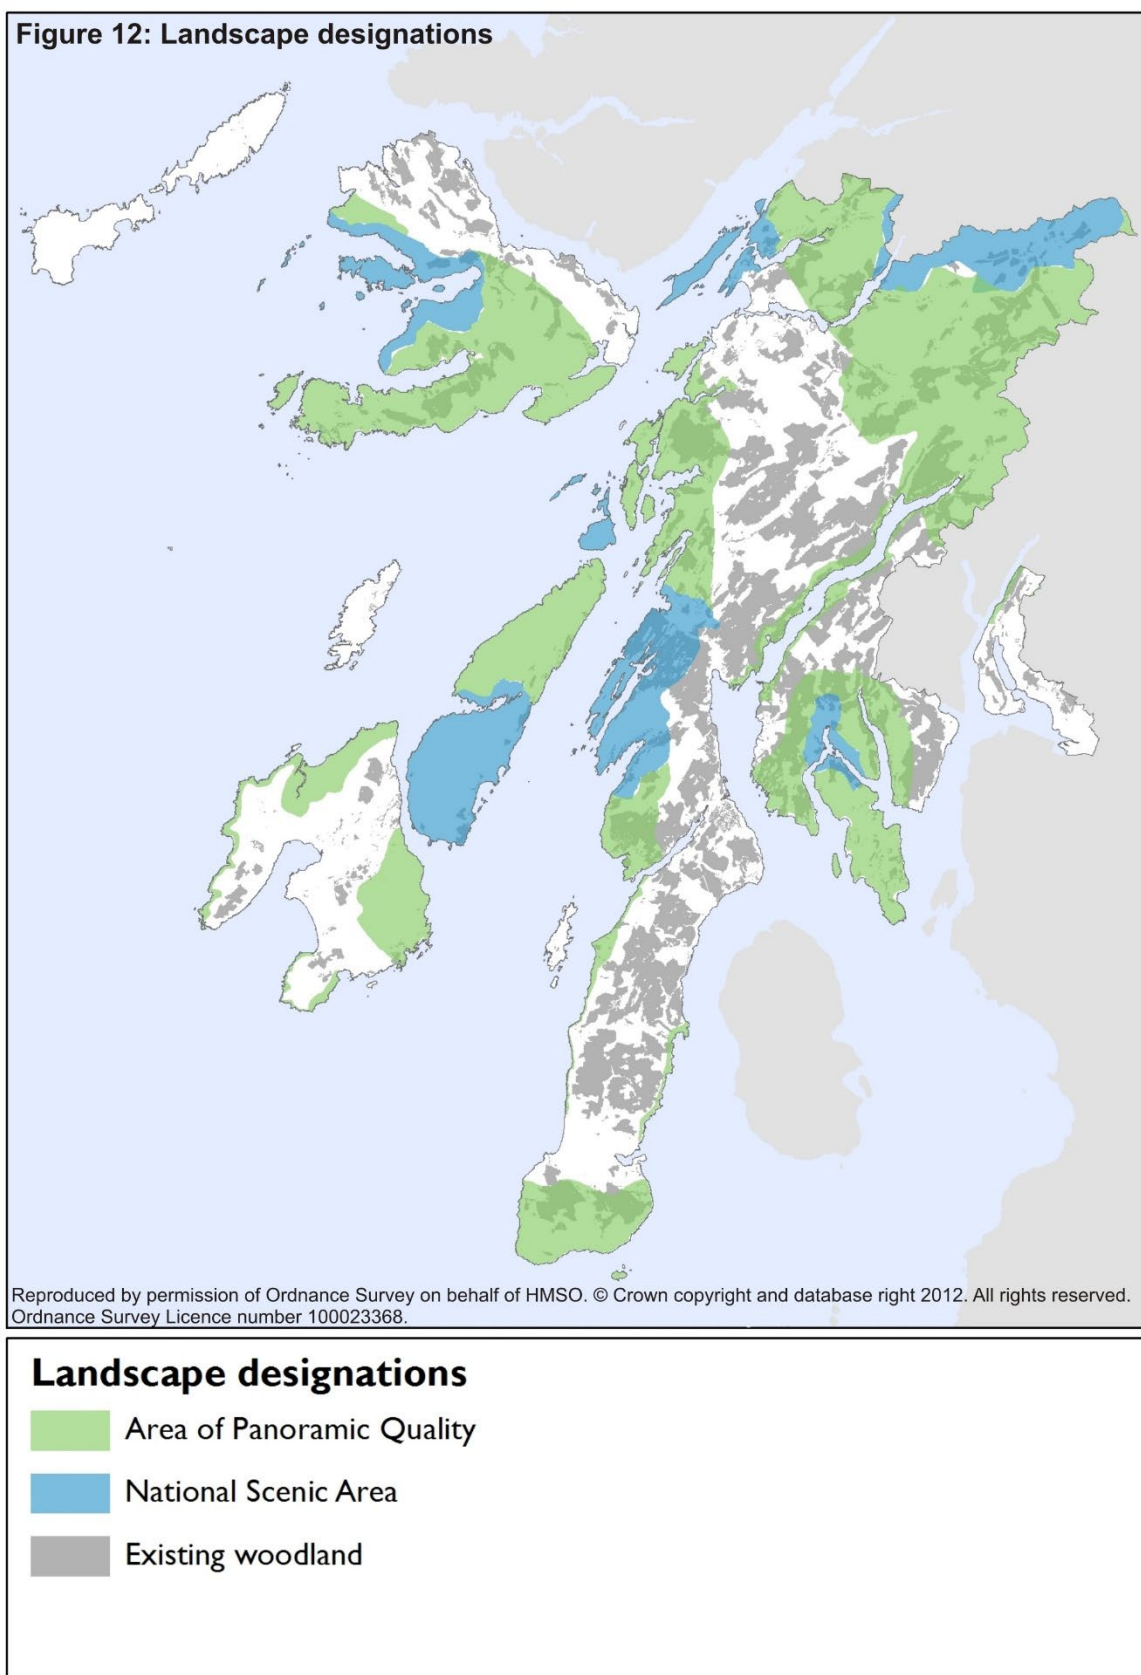 Figure 12: Landscape designations
Reproduced by permission of Ordnance Survey on behalf of HMSO. © Crown copyright and database right 2012. All rights reserved.
Ordnance Survey Licence number 100023368.
Landscape designations
Area of Panoramic Quality
National Scenic Area
Existing woodland